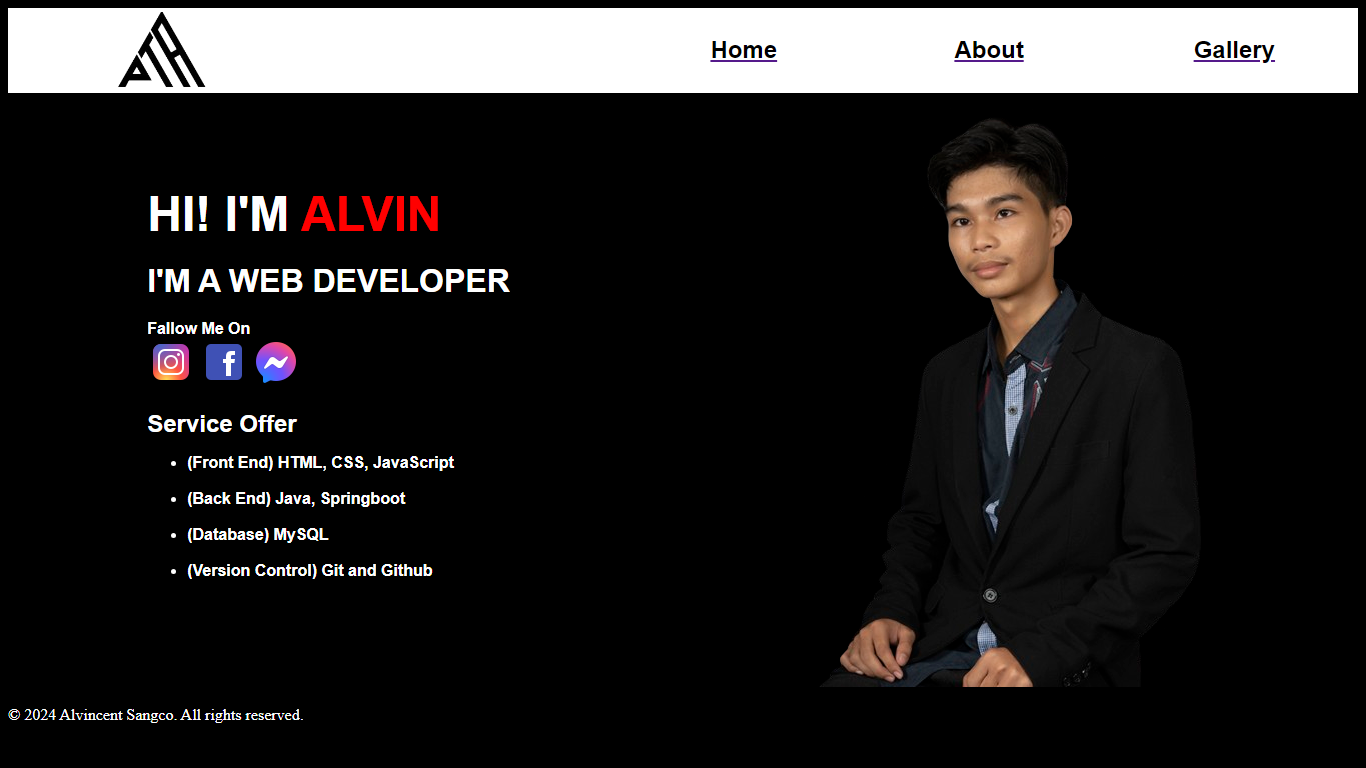 Home About Gallery
HI! I'M ALVIN
I'M A WEB DEVELOPER
Fallow Me On
Service Offer
(Front End) HTML, CSS, JavaScript
(Back End) Java, Springboot
(Database) MySQL
(Version Control) Git and Github
© 2024 Alvincent Sangco. All rights reserved.